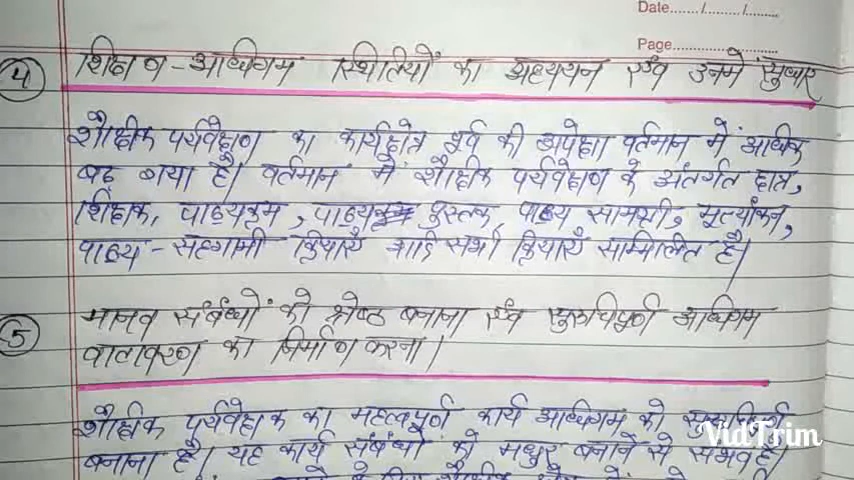 Date......./......./.......
Page.......................
4 शिक्षण-अधिगम स्थितियों का अध्ययन एवं उनमे सुधार
शैक्षिक पर्यवेक्षण का कार्यक्षेत्र पूर्व की अपेक्षा वर्तमान में अधिक
बढ़ गया है। वर्तमान में शैक्षिक पर्यवेक्षण के अंतर्गत छात्र,
शिक्षक, पाठ्यक्रम, पुस्तक, पाठ्य सामग्री, मूल्यांकन,
पाठ्य-सहगामी क्रियाएँ आदि सभी क्रियाएँ सम्मिलित है।
5 मानव संबंधों को श्रेष्ठ बनाना एवं सुरुचिपूर्ण अधिगम
वातावरण का निर्माण करना।
शैक्षिक पर्यवेक्षक का महत्वपूर्ण कार्य अधिगम को
बनाना है। यह कार्य संबंधों को मधुर बनाने से संभव है।
VidTrim